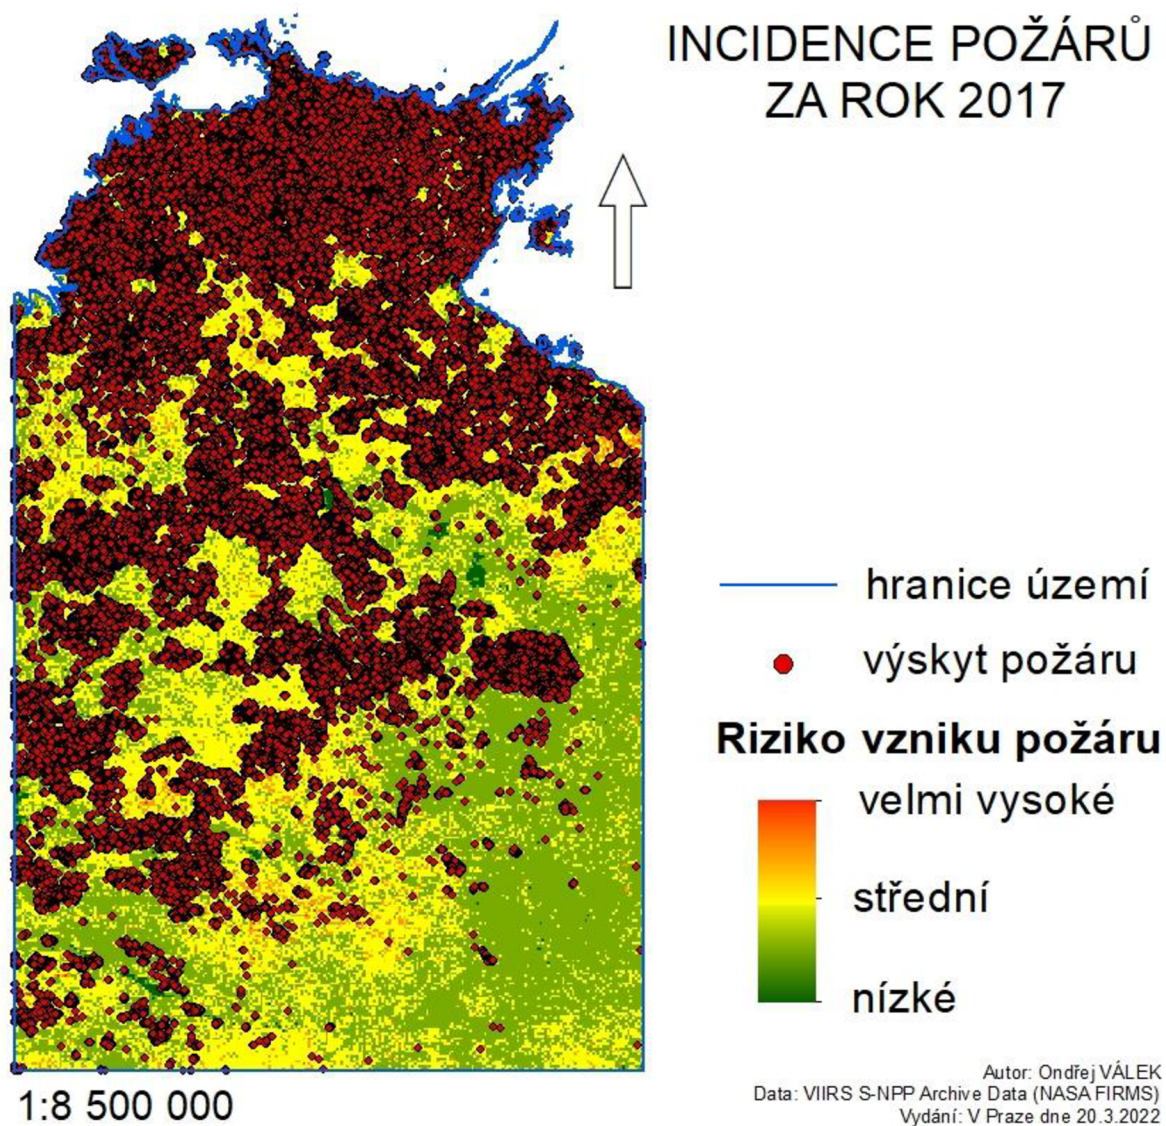 INCIDENCE POŽÁRŮ
ZA ROK 2017
hranice území
výskyt požáru
Riziko vzniku požáru
velmi vysoké
střední
nízké
1:8 500 000
Autor: Ondřej VÁLEK
Data: VIIRS S-NPP Archive Data (NASA FIRMS)
Vydání: V Praze dne 20.3.2022